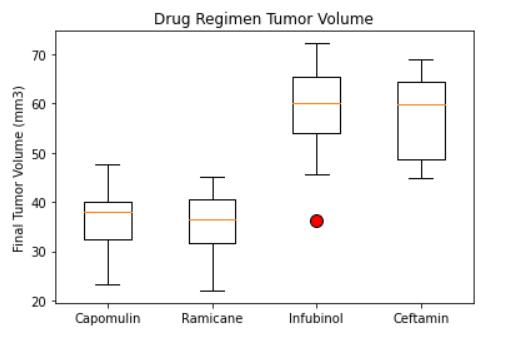 Drug Regimen Tumor Volume
Final Tumor Volume (mm3)
70
60
50
40
30
20
Capomulin Ramicane Infubinol Ceftamin